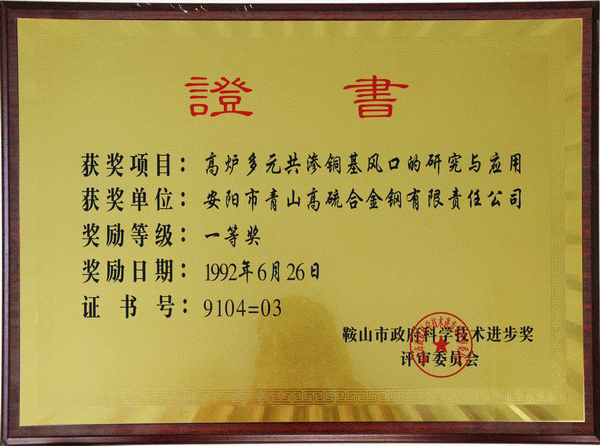 證書
获奖项目：高炉多元共渗铜基风口的研究与应用
获奖单位：安阳市青山高硫合金钢有限责任公司
奖励等级：一等奖
奖励日期：1992年6月26日
证书号：9104=03
鞍山市政府科学技术进步奖
评审委员会